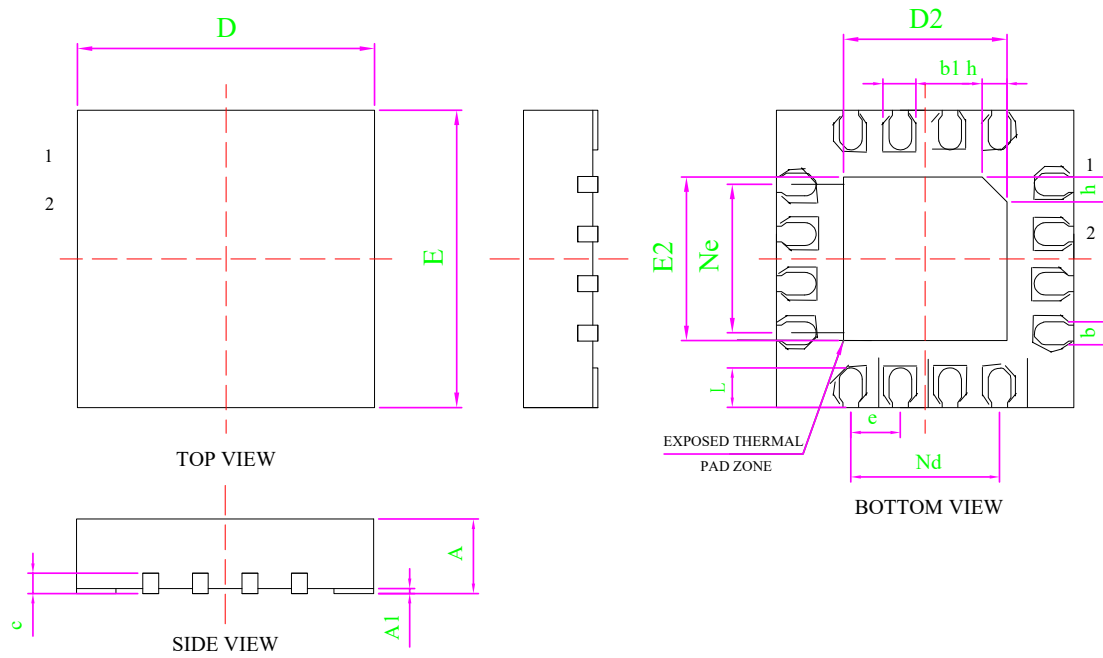 D
1
2
E
TOP VIEW
D2
b1 h
1
h
2
E2
Ne
b
L
e
EXPOSED THERMAL
PAD ZONE
Nd
BOTTOM VIEW
A
c
A1
SIDE VIEW